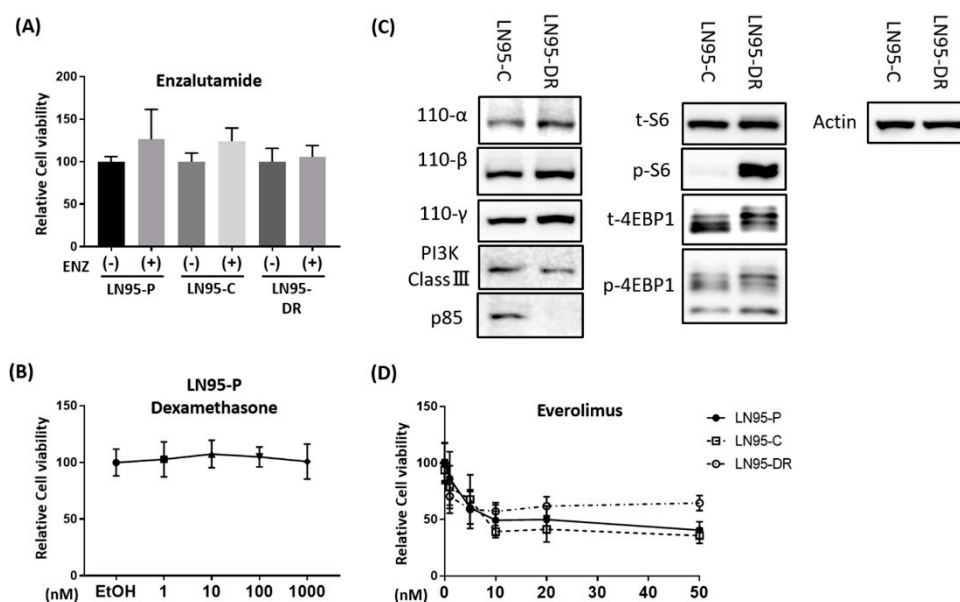 (A)
Enzalutamide
Relative Cell viability
200
150
100
50
0
ENZ (-) (+) (-) (+) (-) (+)
LN95-P LN95-C LN95-
DR
(B)
LN95-P
Dexamethasone
Relative Cell viability
150
100
50
0
(nM) EtOH 1 10 100 1000
(C)
LN95-C LN95-DR
110-α
110-β
110-γ
PI3K
Class Ⅲ
p85
LN95-C LN95-DR
t-S6
p-S6
t-4EBP1
p-4EBP1
LN95-C LN95-DR
Actin
(D)
Everolimus
Relative Cell viability
150
100
50
0
(nM) 0 10 20 30 40 50
LN95-P
LN95-C
LN95-DR